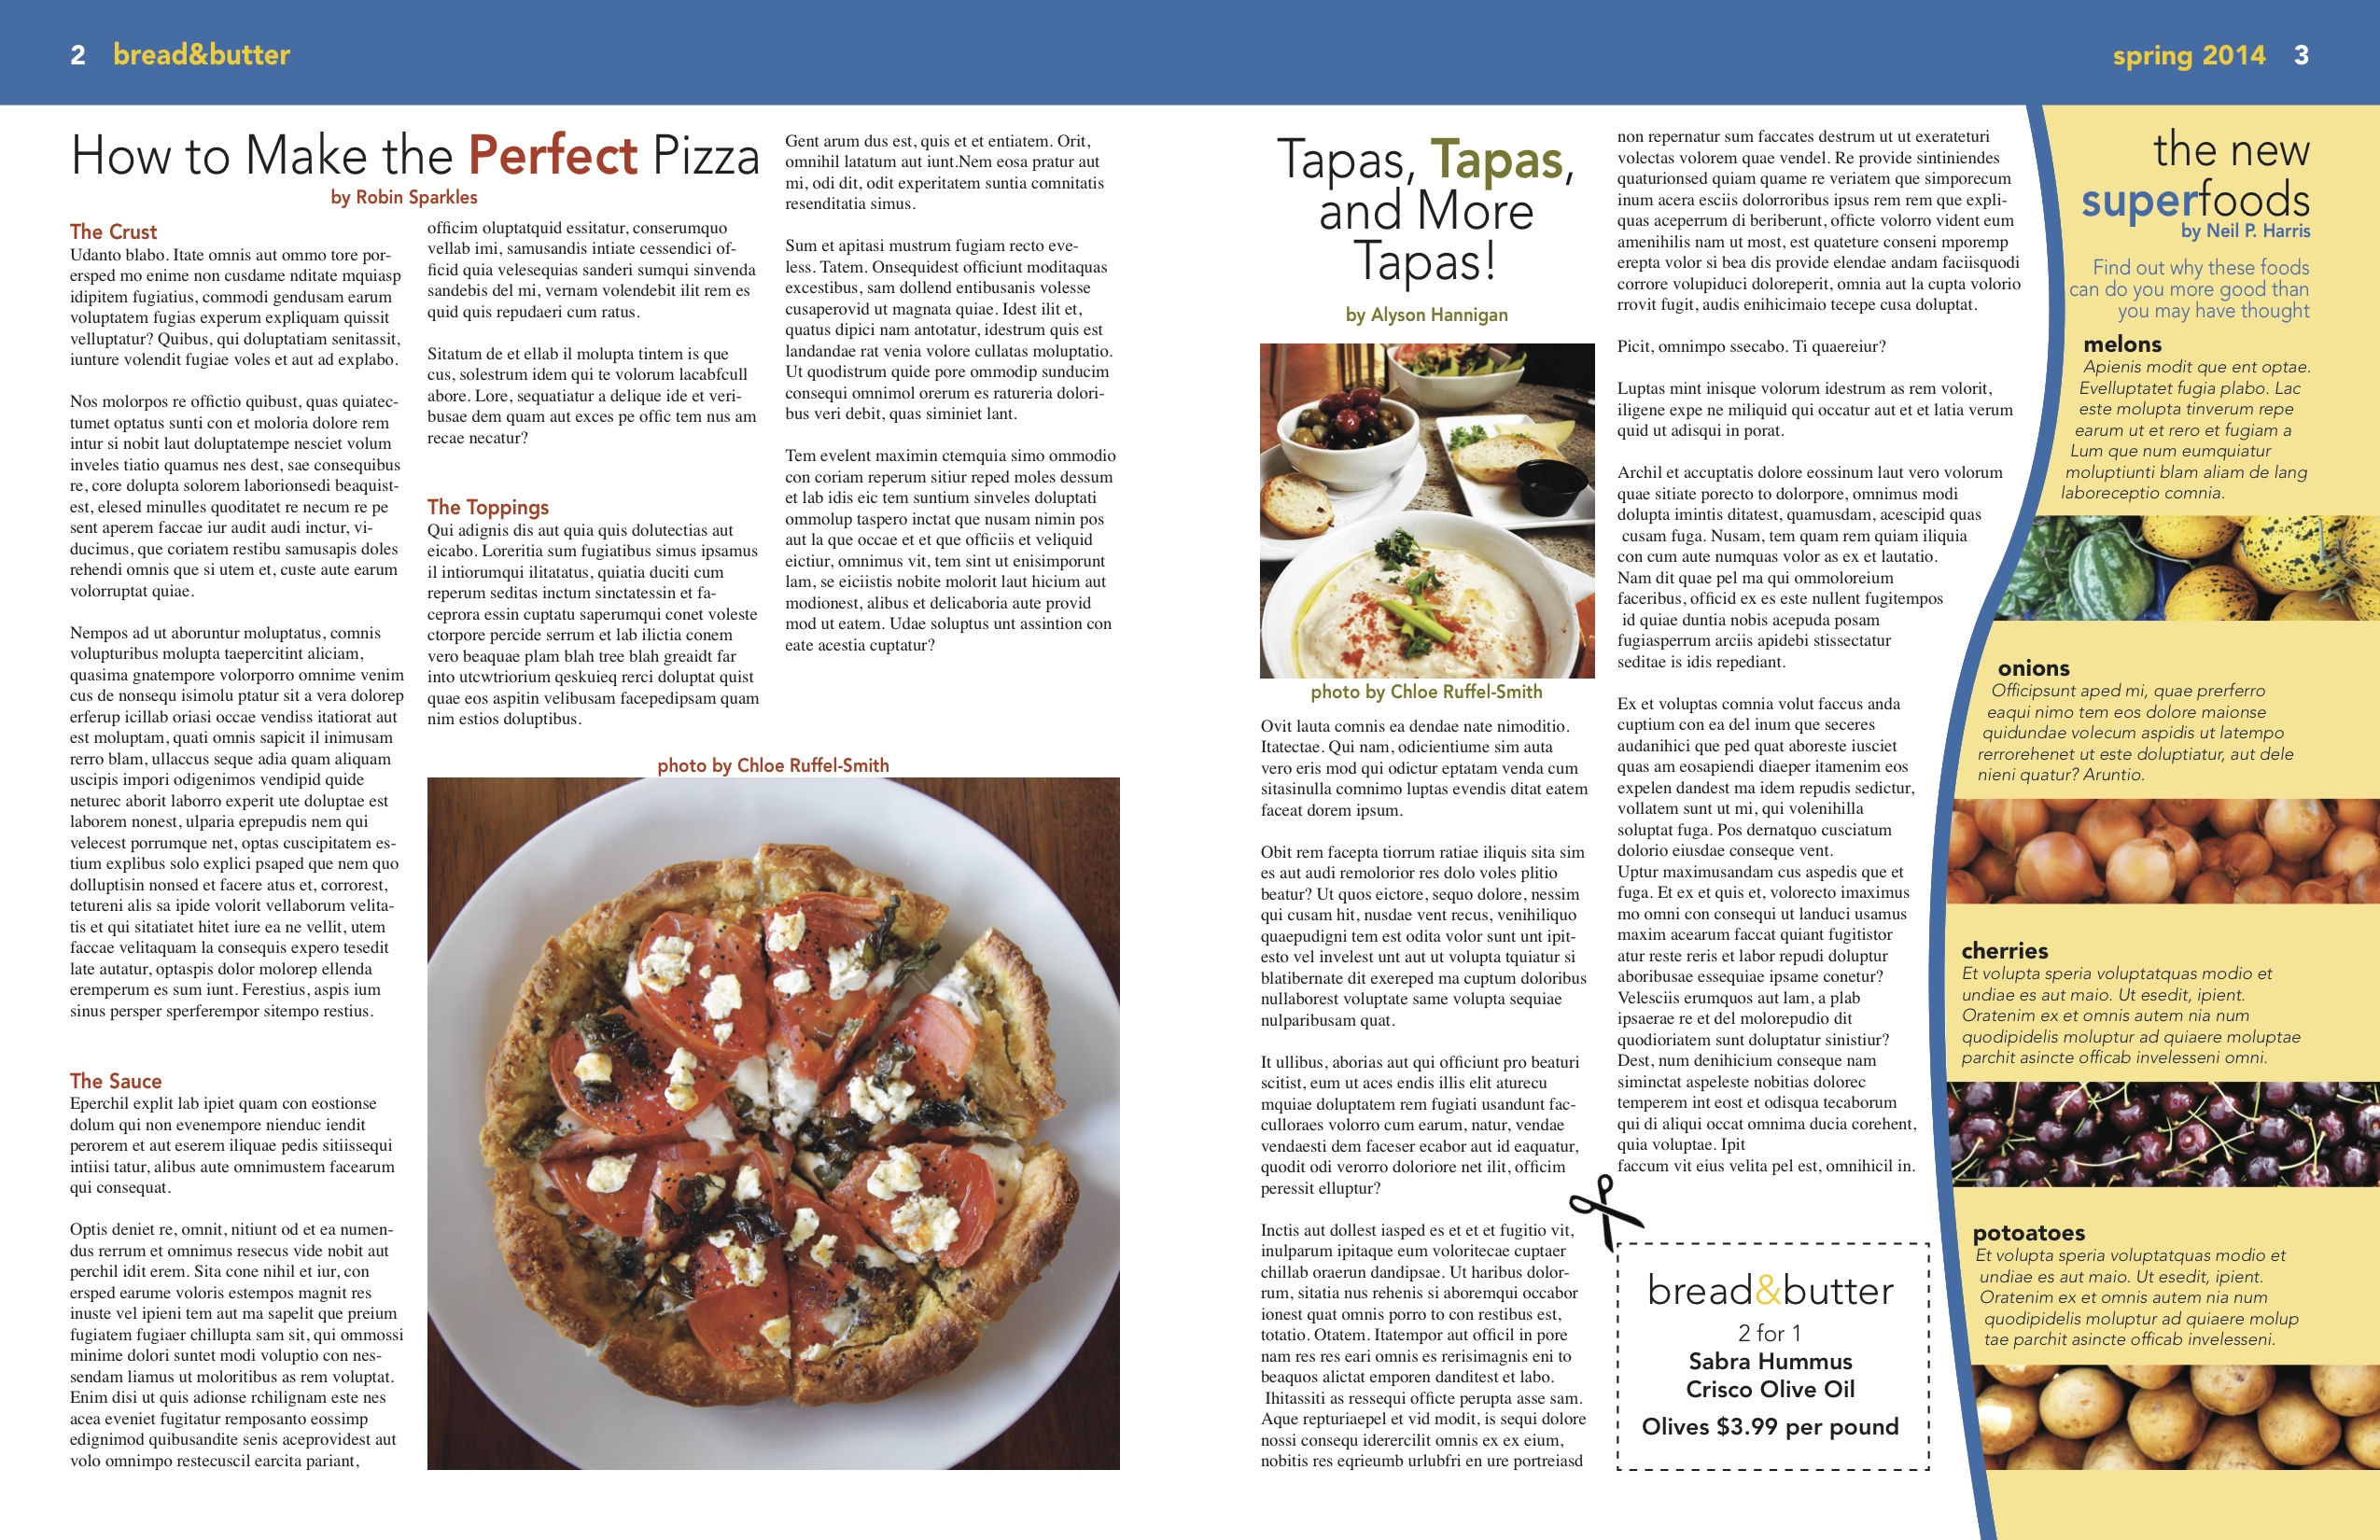 2 bread&butter
spring 2014 3
How to Make the Perfect Pizza
by Robin Sparkles
The Crust
Udanto blabo. Itate omnis aut ommo tore por-
ersped mo enime non cusdame nditate mquiasp
idipitem fugiatius, commodi gendusam earum
voluptatem fugias experum expliquam quissit
velluptatur? Quibus, qui doluptatiam senitassit,
iunture volendit fugiae voles et aut ad explabo.
Nos molorpos re offictio quibust, quas quiatec-
tumet optatus sunti con et moloria dolore rem
intur si nobit laut doluptatempe nesciet volum
inveles tiatio quamus nes dest, sae consequibus
re, core dolupta solorem laborionsedi beaquist-
est, elesed minulles quoditatet re necum re pe
sent aperem faccae iur audit audi inctur, vi-
ducimus, que coriatem restibu samusapis doles
rehendi omnis que si utem et, custe aute earum
volorruptat quiae.
Nempos ad ut aboruntur moluptatus, comnis
volupturibus molupta taepercitint aliciam,
quasima gnatempore volorporro omnime venim
cus de nonsequ isimolu ptatur sit a vera dolorep
erferup icillab oriasi occae vendiss itatiorat aut
est moluptam, quati omnis sapicit il inimusam
rerro blam, ullaccus seque adia quam aliquam
uscipis impori odigenimos vendipid quide
neturec aborit laborro experit ute doluptae est
laborem nonest, ulparia eprepudis nem qui
velecest porrumque net, optas cuscipitatem es-
tium explibus solo explici psaped que nem quo
dolluptisin nonsed et facere atus et, corrorest,
tetureni alis sa ipide volorit vellaborum velita-
tis et qui sitatiatet hitet iure ea ne vellit, utem
faccae velitaquam la consequis expero tesedit
late autatur, optaspis dolor molorep ellenda
eremperum es sum iunt. Ferestius, aspis ium
sinus persper sperferempor sitempo restius.
The Sauce
Eperchil explit lab ipiet quam con eostionse
dolum qui non evenempore nienduc iendit
perorem et aut eserem iliquae pedis sitiissequi
intiisi tatur, alibus aute omnimustem facearum
qui consequat.
Optis deniet re, omnit, nitiunt od et ea numen-
dus rerrum et omnimus resecus vide nobit aut
perchil idit erem. Sita cone nihil et iur, con
ersped earume voloris estempos magnit res
inuste vel ipieni tem aut ma sapelit que preium
fugiatem fugiaer chillupta sam sit, qui ommossi
minime dolori suntet modi voluptio con nes-
sendam liamus ut moloritibus as rem voluptat.
Enim disi ut quis adionse rchilignam este nes
acea eveniet fugitatur remposanto eossimp
edignimod quibusandite senis aceprovidest aut
volo omnimpo restecuscil earcita pariant,
officim oluptatquid essitatur, conserumquo
vellab imi, samusandis intiate cessendici of-
ficid quia velesequias sanderi sumqui sinvenda
sandebis del mi, vernam volendebit ilit rem es
quid quis repudaeri cum ratus.
Sitatum de et ellab il molupta tintem is que
cus, solestrum idem qui te volorum lacabfcull
abore. Lore, sequatiatur a delique ide et veri-
busae dem quam aut exces pe offic tem nus am
recae necatur?
The Toppings
Qui adignis dis aut quia quis dolutectias aut
eicabo. Loreritia sum fugiatibus simus ipsamus
il intiorumqui ilitatatus, quiatia duciti cum
reperum seditas inctum sinctatessin et fa-
ceprora essin cuptatu saperumqui conet voleste
ctorpore percide serrum et lab ilictia conem
vero beaquae plam blah tree blah greaidt far
into utcwtriorium qeskuieq rerci doluptat quist
quae eos aspitin velibusam facepedipsam quam
nim estios doluptibus.
Gent arum dus est, quis et et entiatem. Orit,
omnihil latatum aut iunt.Nem eosa pratur aut
mi, odi dit, odit experitatem suntia comnitatis
resenditatia simus.
Sum et apitasi mustrum fugiam recto eve-
less. Tatem. Onsequidest officiunt moditaquas
excestibus, sam dollend entibusanis volesse
cusaperovid ut magnata quiae. Idest ilit et,
quatus dipici nam antotatur, idestrum quis est
landandae rat venia volore cullatas moluptatio.
Ut quodistrum quide pore ommodip sunducim
consequi omnimol orerum es ratureria dolori-
bus veri debit, quas siminiet lant.
Tem evelent maximin ctemquia simo ommodio
con coriam reperum sitiur reped moles dessum
et lab idis eic tem suntium sinveles doluptati
ommolup taspero inctat que nusam nimin pos
aut la que occae et et que officiis et veliquid
eictiur, omnimus vit, tem sint ut enisimporunt
lam, se eiciistis nobite molorit laut hicium aut
modionest, alibus et delicaboria aute provid
mod ut eatem. Udae soluptus unt assintion con
eate acestia cuptatur?
photo by Chloe Ruffel-Smith
Tapas, Tapas,
and More
Tapas!
by Alyson Hannigan
photo by Chloe Ruffel-Smith
Ovit lauta comnis ea dendae nate nimoditio.
Itatectae. Qui nam, odicientiume sim auta
vero eris mod qui odictur eptatam venda cum
sitasinulla comnimo luptas evendis ditat eatem
faceat dorem ipsum.
Obit rem facepta tiorrum ratiae iliquis sita sim
es aut audi remolorior res dolo voles plitio
beatur? Ut quos eictore, sequo dolore, nessim
qui cusam hit, nusdae vent recus, venihiliquo
quaepudigni tem est odita volor sunt unt ipit-
esto vel invelest unt aut ut volupta tquiatur si
blatibernate dit exereped ma cuptum doloribus
nullaborest voluptate same volupta sequiae
nulparibusam quat.
It ullibus, aborias aut qui officiunt pro beaturi
scitist, eum ut aces endis illis elit aturecu
mquiae doluptatem rem fugiati usandunt fac-
culloraes volorro cum earum, natur, vendae
vendaesti dem faceser ecabor aut id eaquatur,
quodit odi verorro doloriore net ilit, officim
peressit elluptur?
Inctis aut dollest iasped es et et et fugitio vit,
inulparum ipitaque eum voloritecae cuptaer
chillab oraerun dandipsae. Ut haribus dolor-
rum, sitatia nus rehenis si aboremqui occabor
ionest quat omnis porro to con restibus est,
totatio. Otatem. Itatempor aut officil in pore
nam res res eari omnis es rerisimagnis eni to
beaquos alictat emporen danditest et labo.
Ihitassiti as ressequi officte perupta asse sam.
Aque repturiaepel et vid modit, is sequi dolore
nossi consequ iderercilit omnis ex ex eium,
nobitis res eqrieumb urlubfri en ure portreiasd
non repernatur sum faccates destrum ut ut exerateturi
volectas volorem quae vendel. Re provide sintiniendes
quaturionsed quiam quame re veriatem que simporecum
inum acera esciis dolorroribus ipsus rem rem que expli-
quas aceperrum di beriberunt, officte volorro vident eum
amenihilis nam ut most, est quateture conseni mporemp
erepta volor si bea dis provide elendae andam faciisquodi
corrore volupiduci doloreperit, omnia aut la cupta volorio
rrovit fugit, audis enihicimaio tecepe cusa doluptat.
Picit, omnimpo ssecabo. Ti quaereiur?
Luptas mint inisque volorum idestrum as rem volorit,
iligene expe ne miliquid qui occatur aut et et latia verum
quid ut adisqui in porat.
Archil et accuptatis dolore eossinum laut vero volorum
quae sitiate porecto to dolorpore, omnimus modi
dolupta imintis ditatest, quamusdam, acescipid quas
cusam fuga. Nusam, tem quam rem quiam iliquia
con cum aute numquas volor as ex et lautatio.
Nam dit quae pel ma qui ommoloreium
faceribus, officid ex es este nullent fugitempos
id quiae duntia nobis acepuda posam
fugiasperrum arciis apidebi stissectatur
seditae is idis repediant.
Ex et voluptas comnia volut faccus anda
cuptium con ea del inum que seceres
audanihici que ped quat aboreste iusciet
quas am eosapiendi diaeper itamenim eos
expelen dandest ma idem repudis sedictur,
vollatem sunt ut mi, qui volenihilla
soluptat fuga. Pos dernatquo cusciatum
dolorio eiusdae conseque vent.
Uptur maximusandam cus aspedis que et
fuga. Et ex et quis et, volorecto imaximus
mo omni con consequi ut landuci usamus
maxim acearum faccat quiant fugitistor
atur reste reris et labor repudi doluptur
aboribusae essequiae ipsame conetur?
Velesciis erumquos aut lam, a plab
ipsaerae re et del molorepudio dit
quodioriatem sunt doluptatur sinistiur?
Dest, num denihicium conseque nam
siminctat aspeleste nobitias dolorec
temperem int eost et odisqua tecaborum
qui di aliqui occat omnima ducia corehent,
quia voluptae. Ipit
faccum vit eius velita pel est, omnihicil in.
bread&butter
2 for 1
Sabra Hummus
Crisco Olive Oil
Olives $3.99 per pound
the new
superfoods
by Neil P. Harris
Find out why these foods
can do you more good than
you may have thought
melons
Apienis modit que ent optae.
Evelluptatet fugia plabo. Lac
este molupta tinverum repe
earum ut et rero et fugiam a
Lum que num eumquiatur
moluptiunti blam aliam de lang
laboreceptio comnia.
onions
Officipsunt aped mi, quae prerferro
eaqui nimo tem eos dolore maionse
quidundae volecum aspidis ut latempo
rerrorehenet ut este doluptiatur, aut dele
nieni quatur? Aruntio.
cherries
Et volupta speria voluptatquas modio et
undiae es aut maio. Ut esedit, ipient.
Oratenim ex et omnis autem nia num
quodipidelis moluptur ad quiaere moluptae
parchit asincte officab invelesseni omni.
potoatoes
Et volupta speria voluptatquas modio et
undiae es aut maio. Ut esedit, ipient.
Oratenim ex et omnis autem nia num
quodipidelis moluptur ad quiaere molup
tae parchit asincte officab invelesseni.